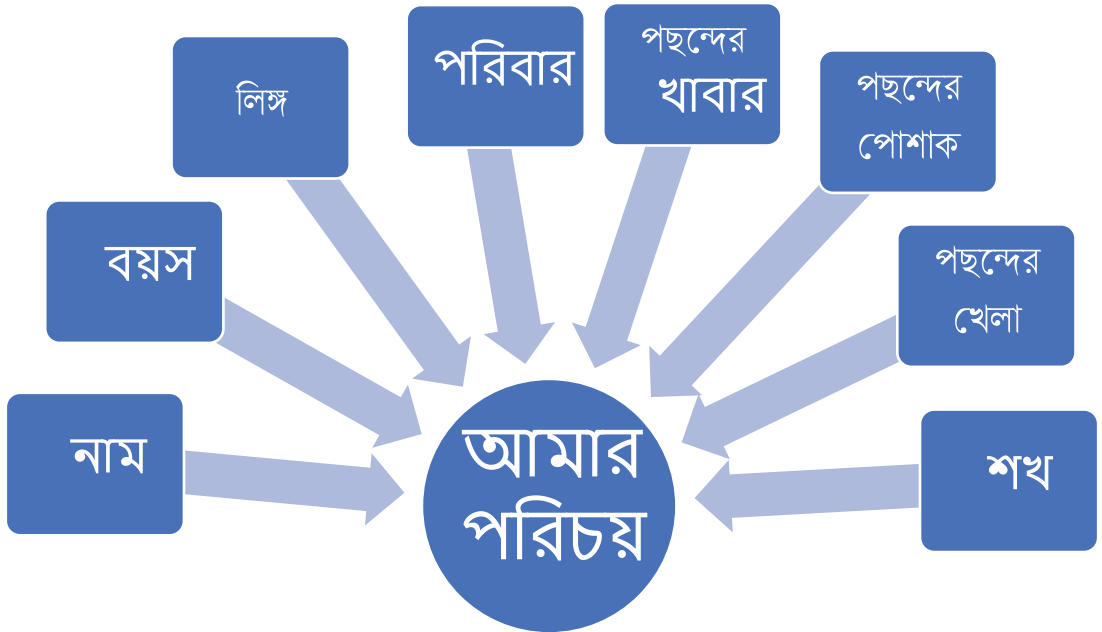 নাম
বয়স
লিঙ্গ
পরিবার
পছন্দের
খাবার
পছন্দের
পোশাক
পছন্দের
খেলা
শখ
আমার
পরিচয়